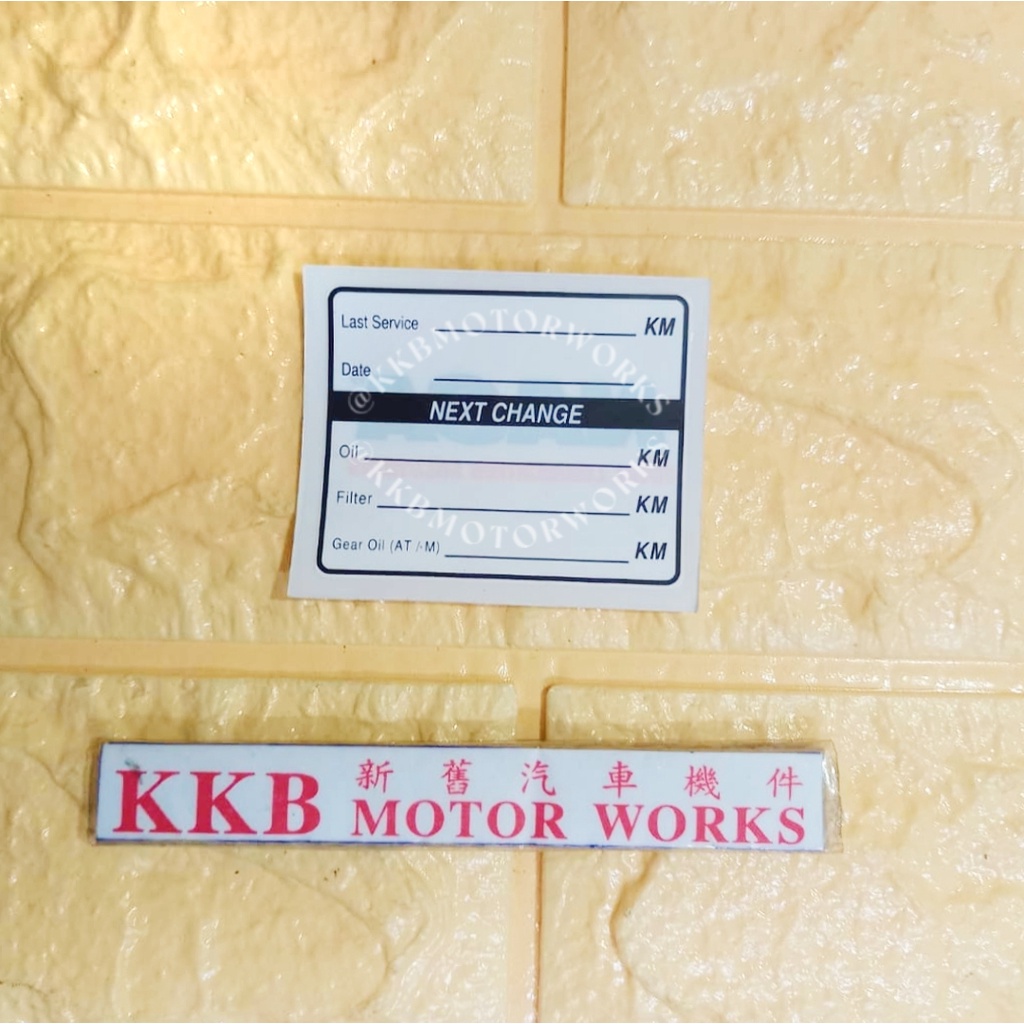 Last Service KM
Date
NEXT CHANGE
Oil KM
Filter KM
Gear Oil (AT /-M) KM
@KKBMOTORWORKS
@KKBMOTORWORKS
KKB 新舊汽車機件
MOTOR WORKS